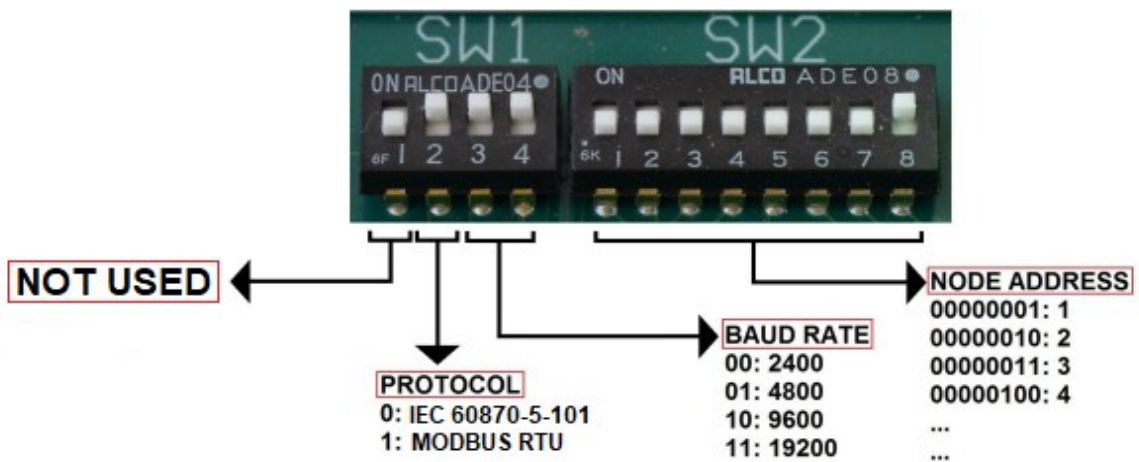 SW1 SW2
ON ALCO ADE04
ON ALCO ADE08
6F 1 2 3 4
6K 1 2 3 4 5 6 7 8
NOT USED
PROTOCOL
0: IEC 60870-5-101
1: MODBUS RTU
BAUD RATE
00: 2400
01: 4800
10: 9600
11: 19200
NODE ADDRESS
00000001: 1
00000010: 2
00000011: 3
00000100: 4
...
...